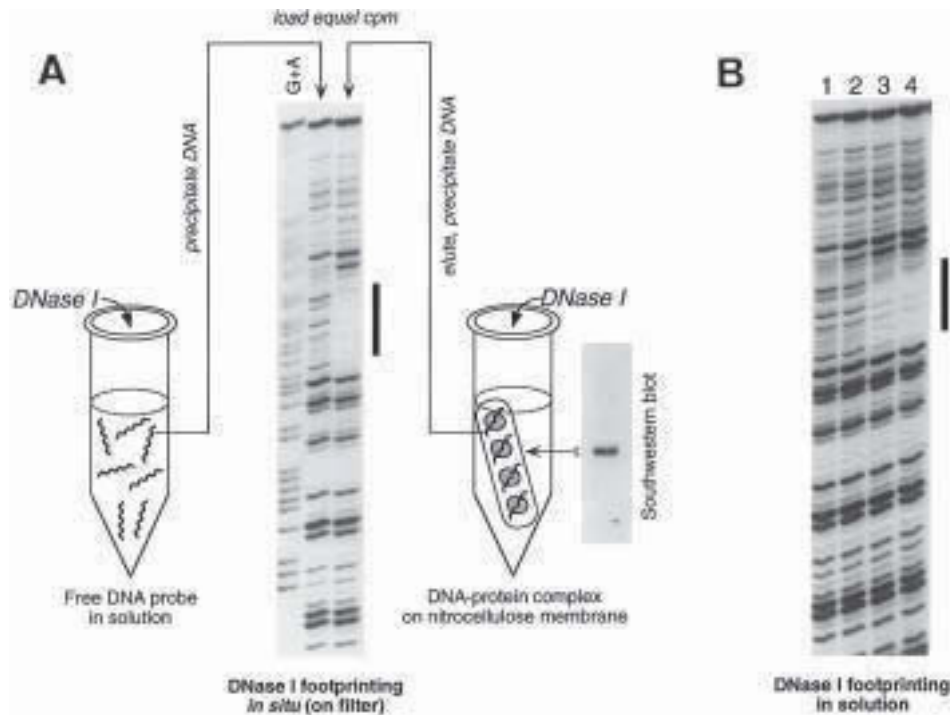 load equal cpm
A
G+A
precipitate DNA
elute, precipitate DNA
DNase I
DNase I
Southwestern blot
Free DNA probe
in solution
DNA-protein complex
on nitrocellulose membrane
DNase I footprinting
in situ (on filter)
B
1 2 3 4
DNase I footprinting
in solution